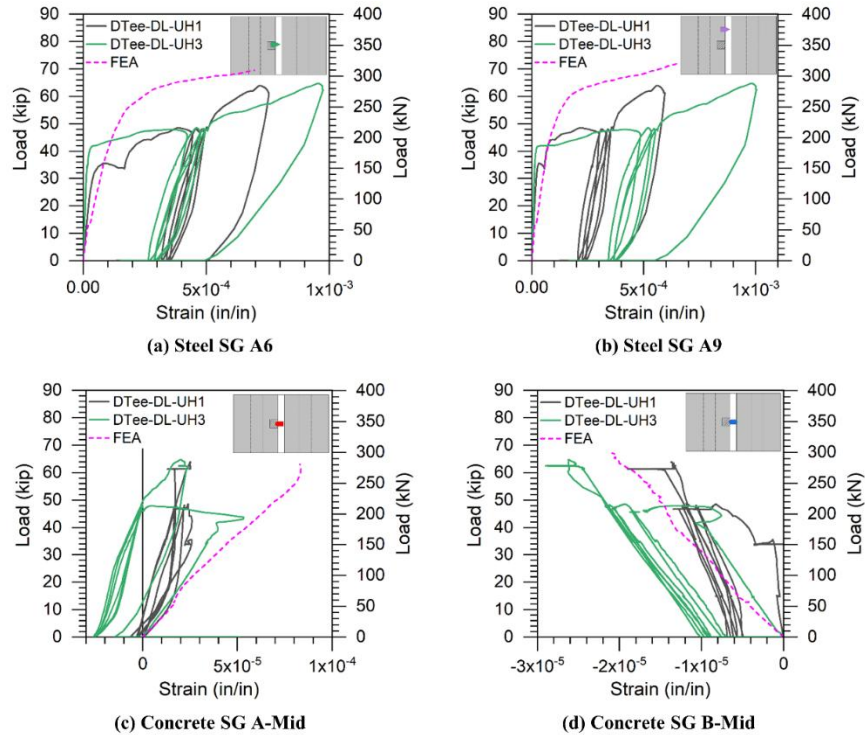 DTee-DL-UH1
DTee-DL-UH3
FEA
90
80
70
60
50
40
30
20
10
0
Load (kip)
400
350
300
250
200
150
100
50
0
Load (kN)
0.00
5x10⁻⁴
1x10⁻³
Strain (in/in)
(a) Steel SG A6
DTee-DL-UH1
DTee-DL-UH3
FEA
90
80
70
60
50
40
30
20
10
0
Load (kip)
400
350
300
250
200
150
100
50
0
Load (kN)
0.00
5x10⁻⁴
1x10⁻³
Strain (in/in)
(b) Steel SG A9
DTee-DL-UH1
DTee-DL-UH3
FEA
90
80
70
60
50
40
30
20
10
0
Load (kip)
400
350
300
250
200
150
100
50
0
Load (kN)
0
5x10⁻⁵
1x10⁻⁴
Strain (in/in)
(c) Concrete SG A-Mid
DTee-DL-UH1
DTee-DL-UH3
FEA
90
80
70
60
50
40
30
20
10
0
Load (kip)
400
350
300
250
200
150
100
50
0
Load (kN)
-3x10⁻⁵
-2x10⁻⁵
-1x10⁻⁵
0
Strain (in/in)
(d) Concrete SG B-Mid